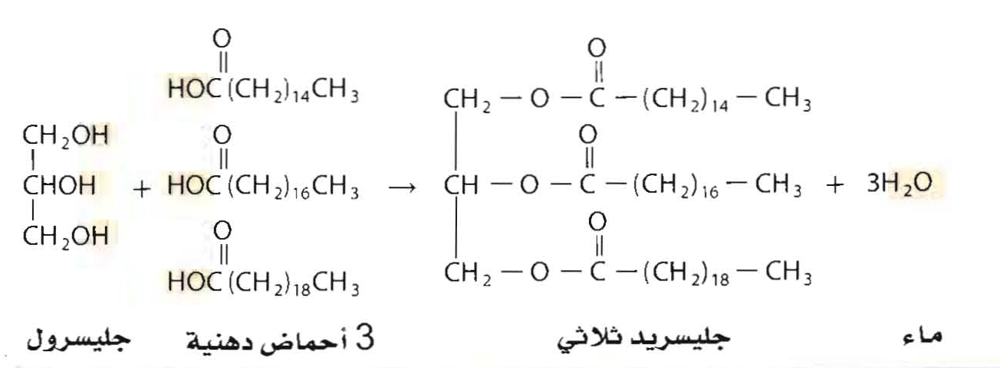 O
O
||
||
HOC(CH₂)₁₄CH₃
CH₂ — O — C — (CH₂)₁₄ — CH₃
CH₂OH
O
O
||
||
CHOH + HOC(CH₂)₁₆CH₃ → CH — O — C — (CH₂)₁₆ — CH₃ + 3H₂O
CH₂OH
O
O
||
||
HOC(CH₂)₁₈CH₃
CH₂ — O — C — (CH₂)₁₈ — CH₃
جليسرول
3 أحماض دهنية
جليسريد ثلاثي
ماء